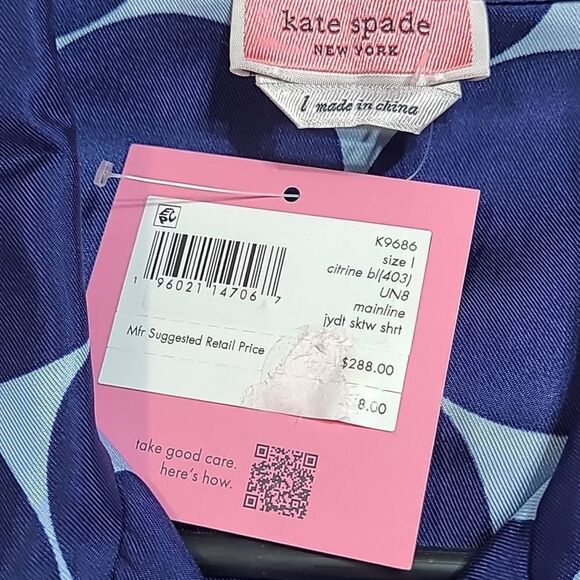 kate spade
NEW YORK
l made in china
K9686
size l
citrine bl(403)
UN8
mainline
jydt sktw shrt
1 96021 14706 7
Mfr Suggested Retail Price
$288.00
8.00
take good care.
here's how.